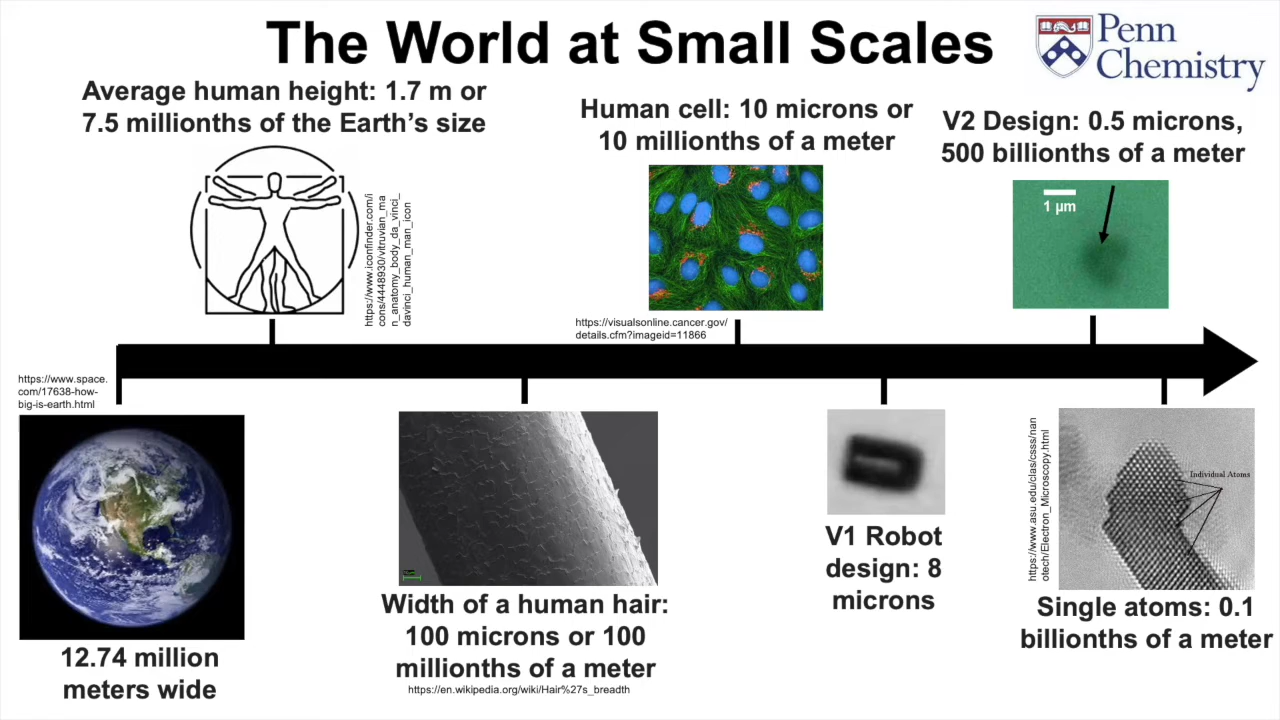 The World at Small Scales
Penn
Chemistry
Average human height: 1.7 m or
7.5 millionths of the Earth’s size
https://www.iconfinder.com/i
cons/4448930/vitruvian_ma
n_anatomy_body_da_vinci_
davinci_human_man_icon
Human cell: 10 microns or
10 millionths of a meter
https://visualsonline.cancer.gov/
details.cfm?imageid=11866
V2 Design: 0.5 microns,
500 billionths of a meter
1 µm
https://www.space.
com/17638-how-
big-is-earth.html
12.74 million
meters wide
Width of a human hair:
100 microns or 100
millionths of a meter
https://en.wikipedia.org/wiki/Hair%27s_breadth
V1 Robot
design: 8
microns
https://www.asu.edu/clas/csss/nan
otech/Electron_Microscopy.html
Individual Atoms
Single atoms: 0.1
billionths of a meter